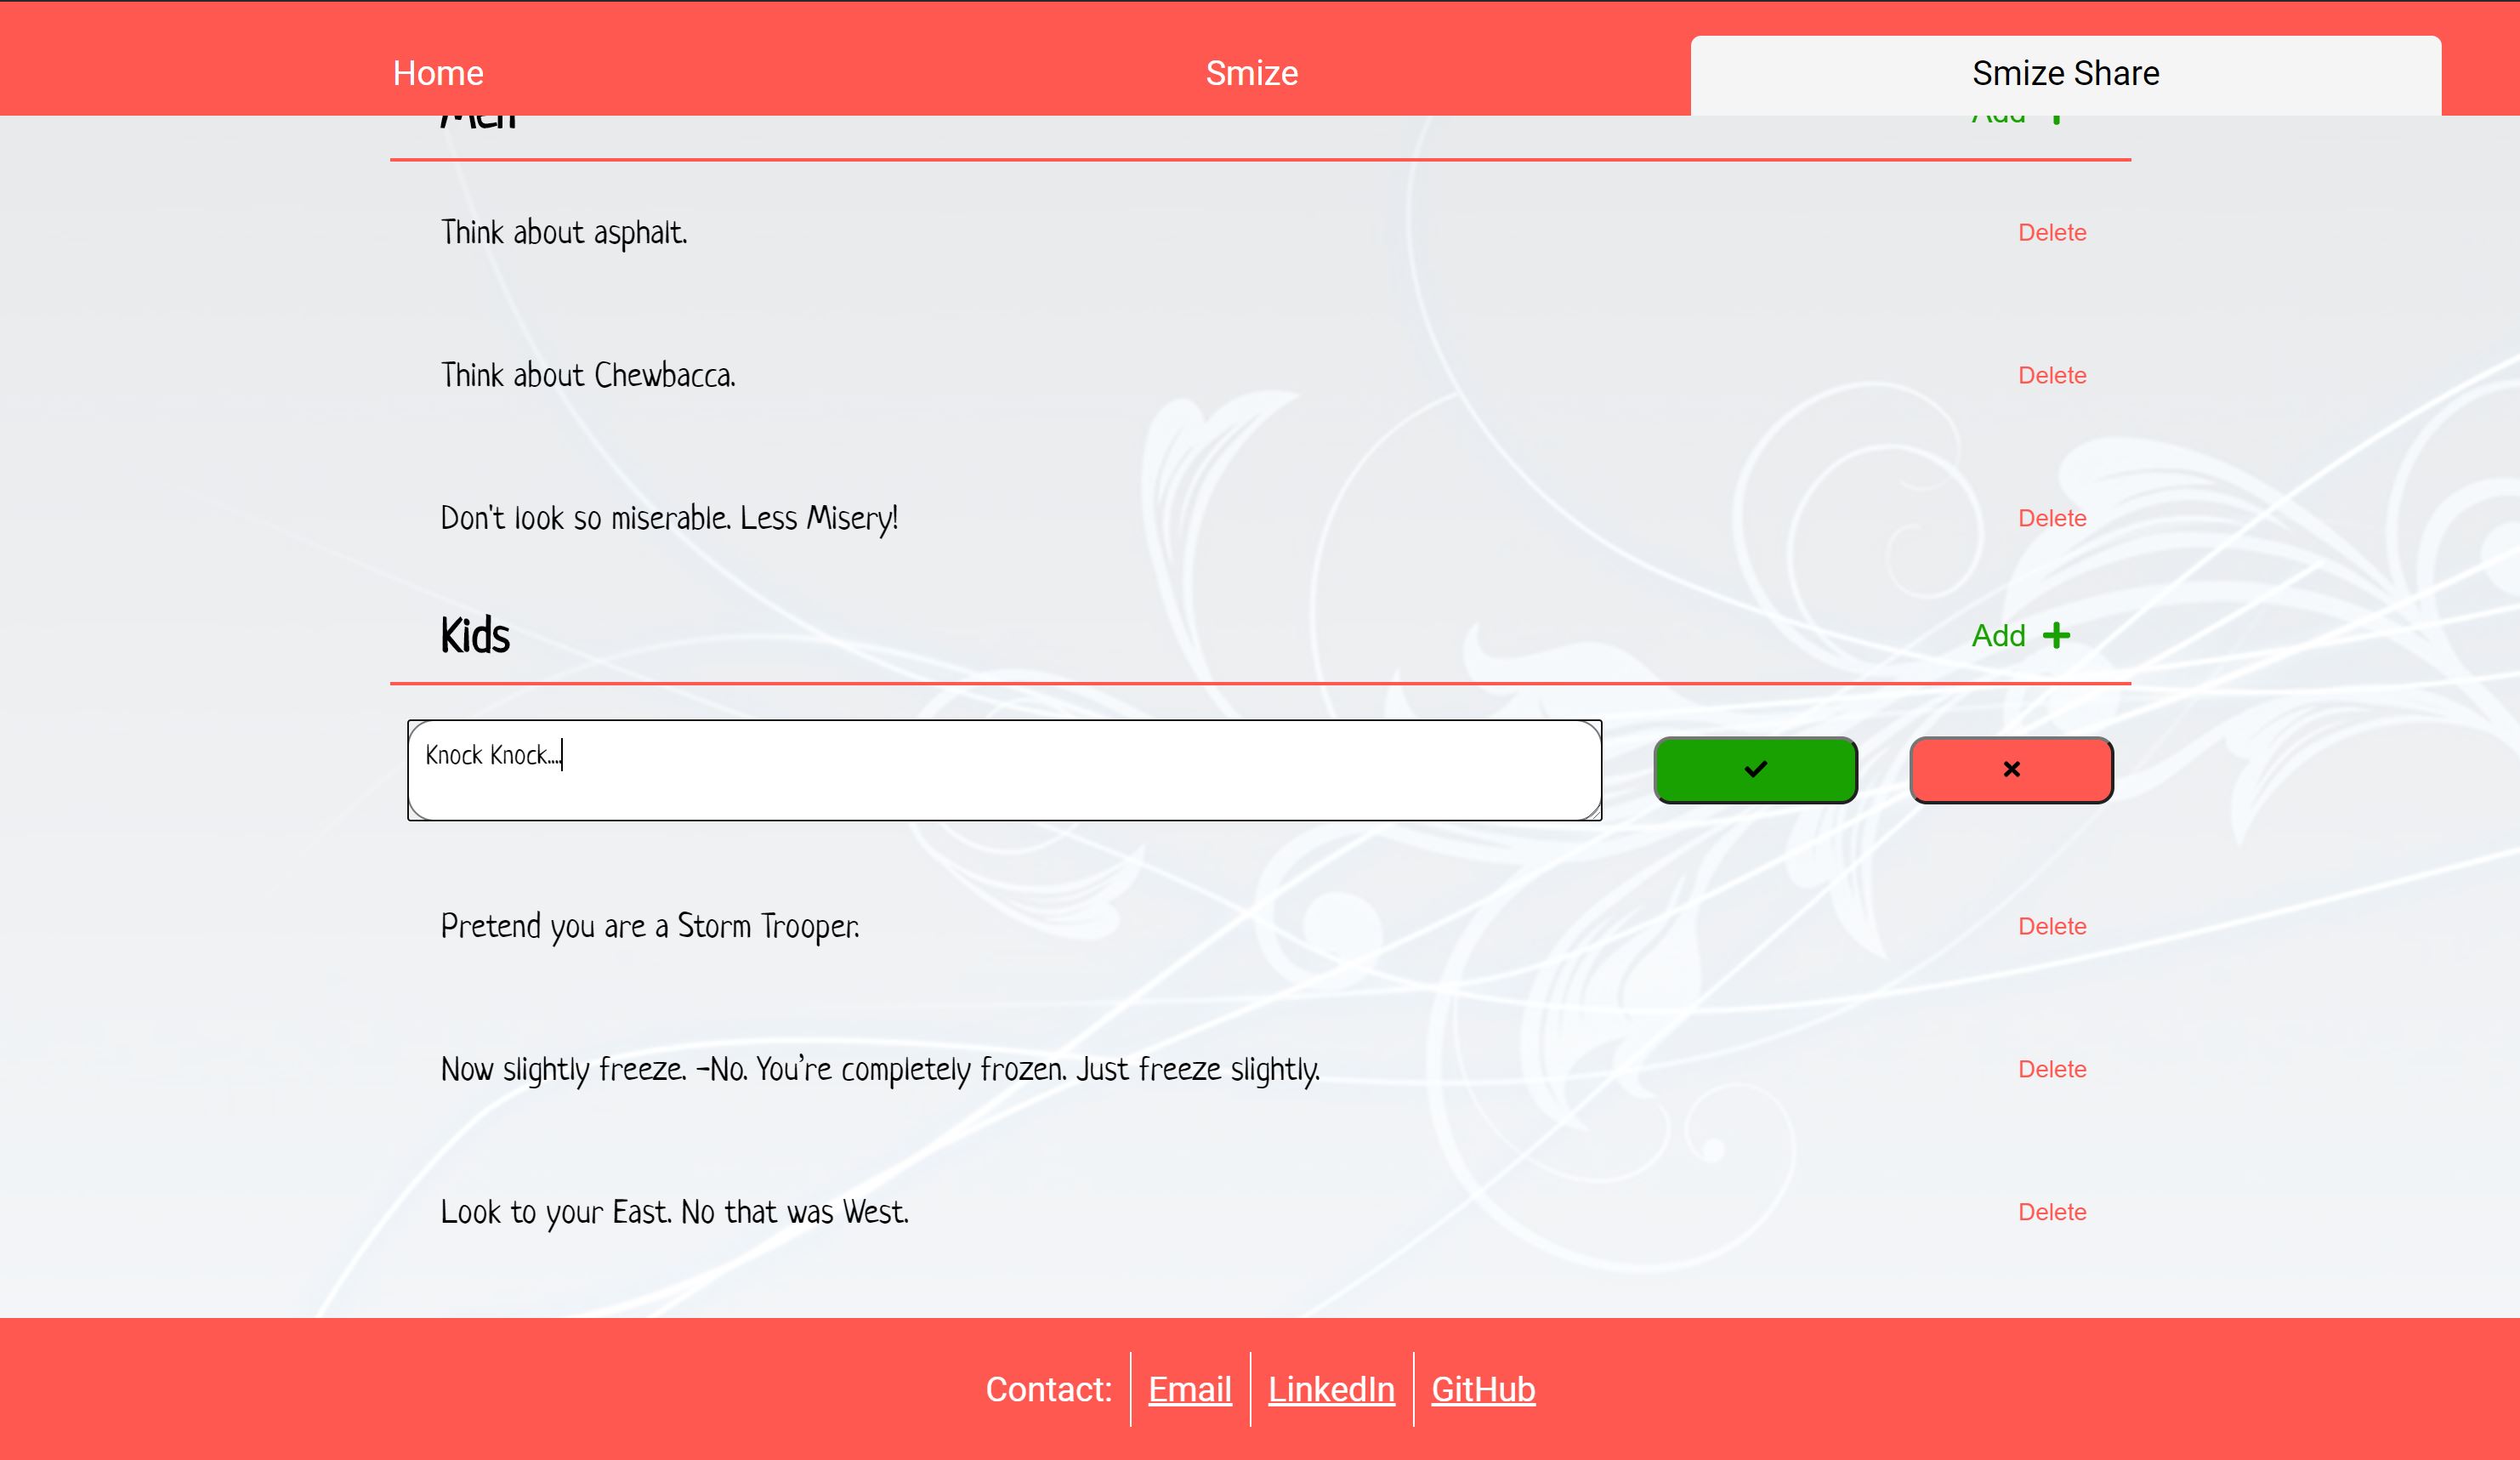 Home Smize Smize Share
Men Add
Think about asphalt. Delete
Think about Chewbacca. Delete
Don't look so miserable. Less Misery! Delete
Kids Add
Knock Knock....
Pretend you are a Storm Trooper. Delete
Now slightly freeze. -No. You’re completely frozen. Just freeze slightly. Delete
Look to your East. No that was West. Delete
Contact: Email LinkedIn GitHub